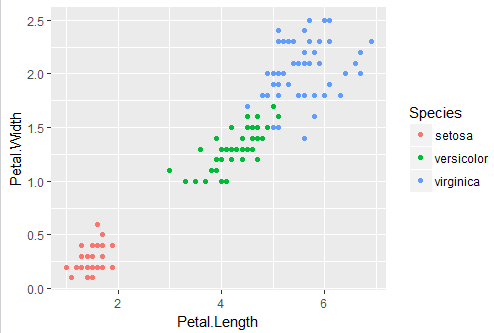 2.5
2.0
1.5
1.0
0.5
0.0
Petal.Width
2
4
6
Petal.Length
Species
setosa
versicolor
virginica